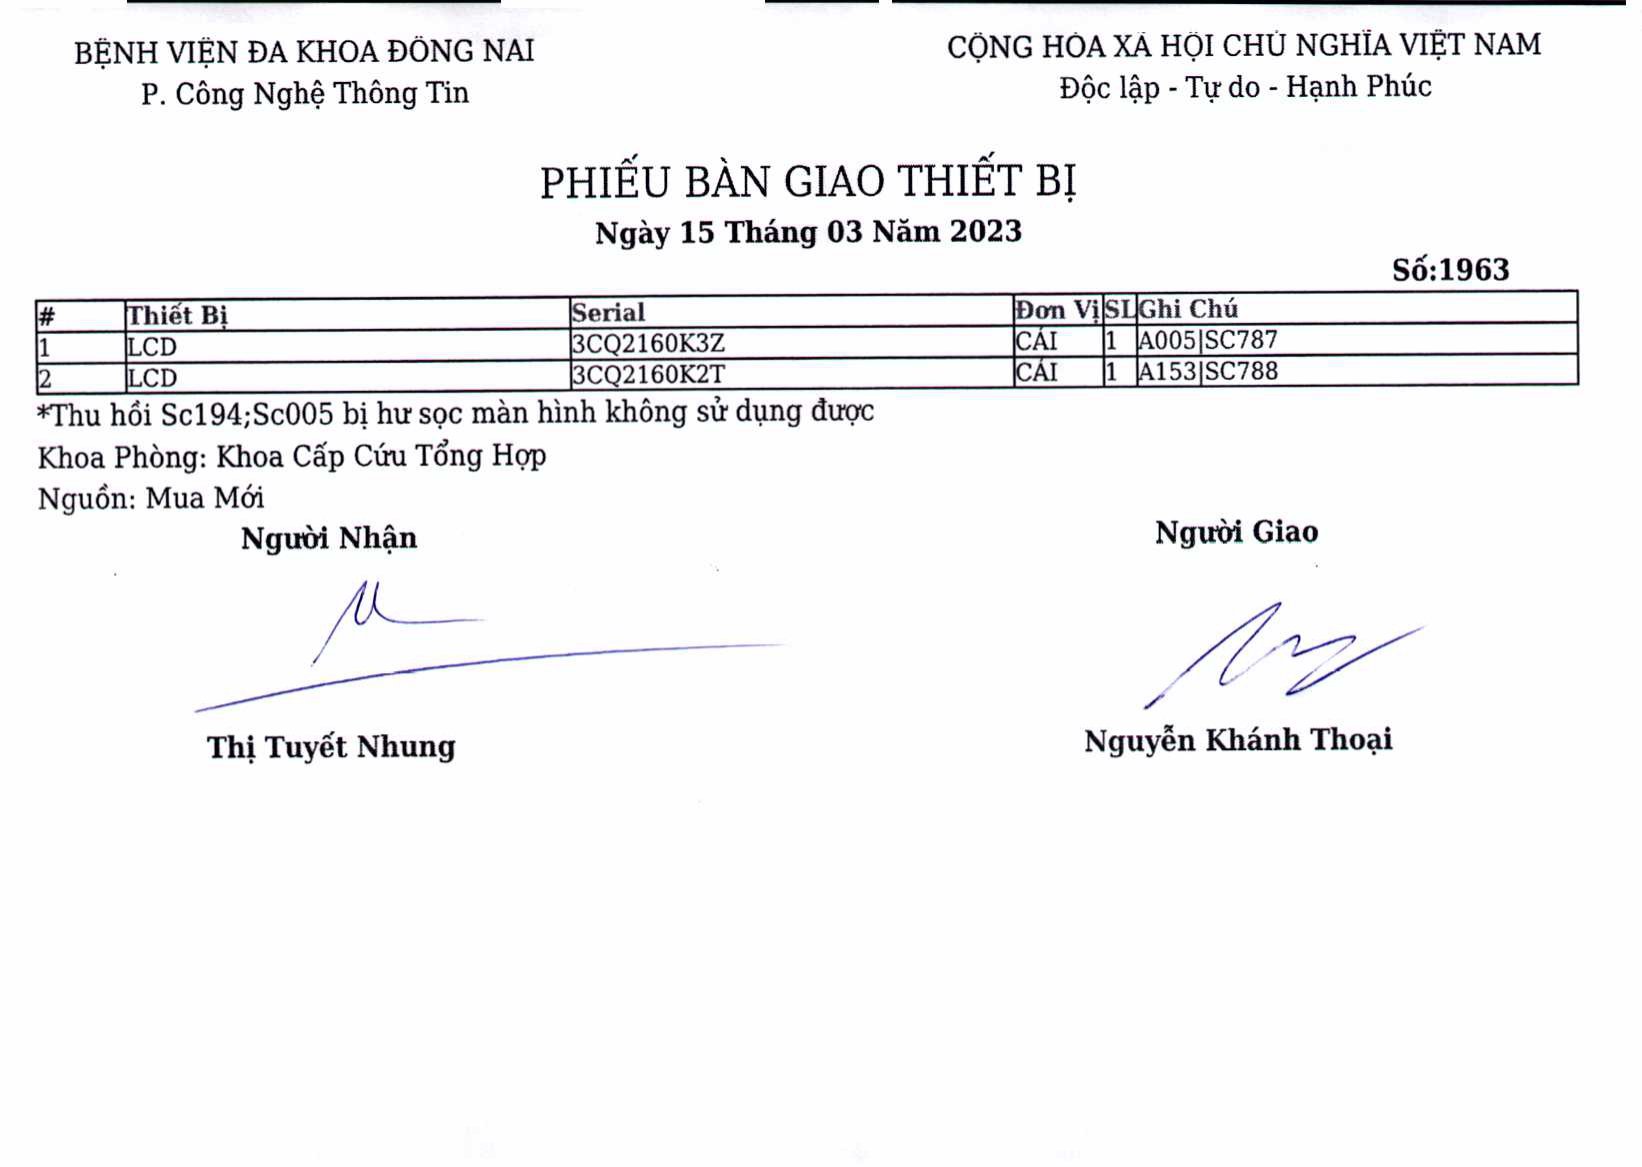 BỆNH VIỆN ĐA KHOA ĐỒNG NAI
P. Công Nghệ Thông Tin
CỘNG HÒA XÃ HỘI CHỦ NGHĨA VIỆT NAM
Độc lập - Tự do - Hạnh Phúc
PHIẾU BÀN GIAO THIẾT BỊ
Ngày 15 Tháng 03 Năm 2023
Số:1963
# Thiết Bị Serial Đơn Vị SL Ghi Chú
1 LCD 3CQ2160K3Z CÁI 1 A005|SC787
2 LCD 3CQ2160K2T CÁI 1 A153|SC788
*Thu hồi Sc194;Sc005 bị hư sọc màn hình không sử dụng được
Khoa Phòng: Khoa Cấp Cứu Tổng Hợp
Nguồn: Mua Mới
Người Nhận
Người Giao
Thị Tuyết Nhung
Nguyễn Khánh Thoại